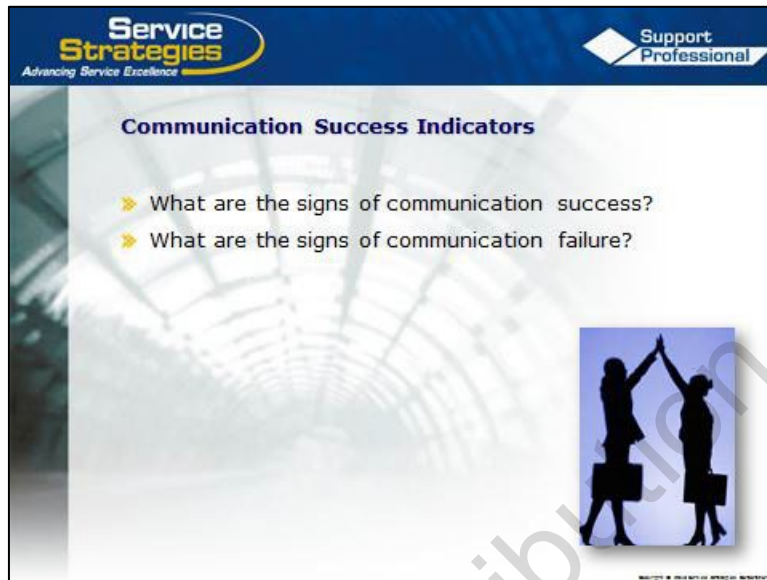 Service
Strategies
Advancing Service Excellence
Support
Professional
Communication Success Indicators
» What are the signs of communication success?
» What are the signs of communication failure?